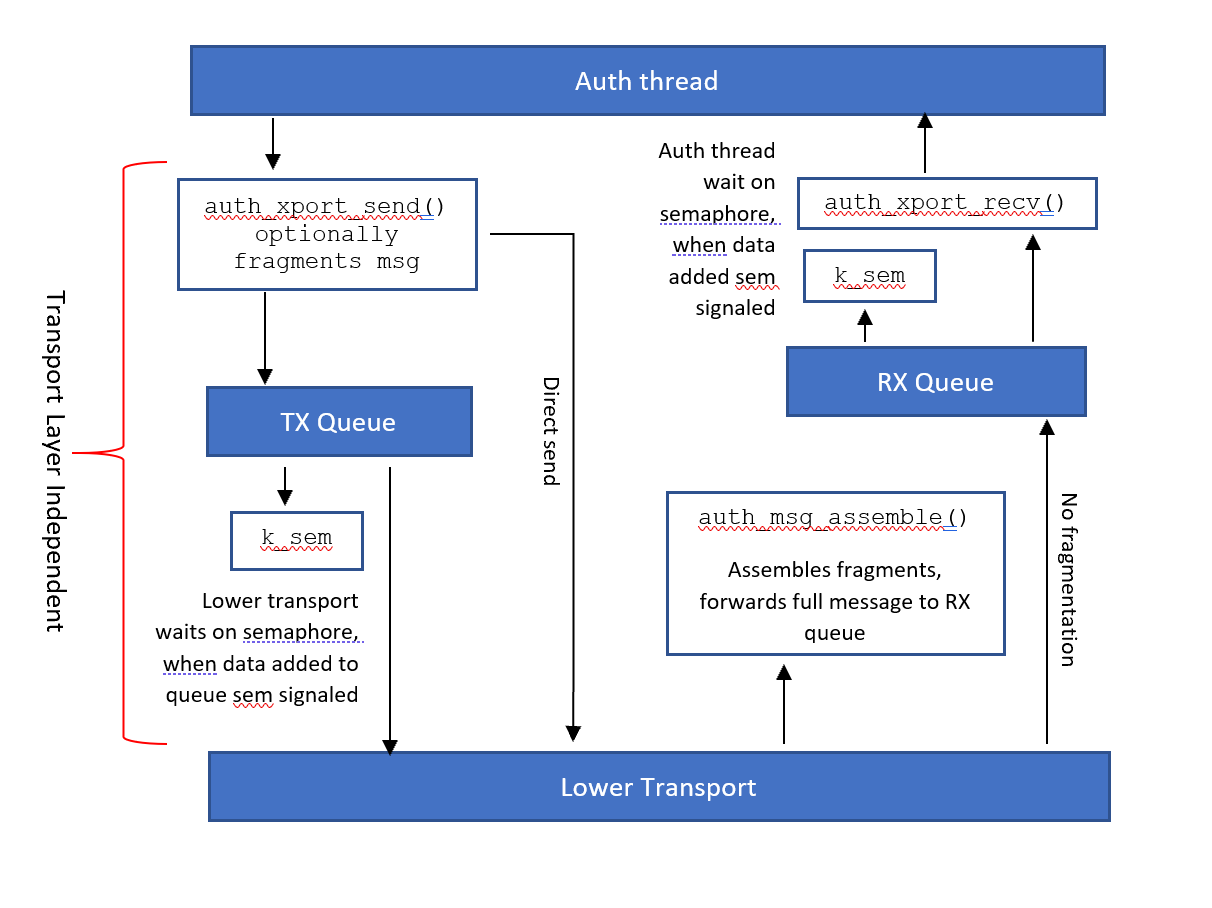 Auth thread
auth_xport_send()
optionally
fragments msg
Auth thread
wait on
semaphore,
when data
added sem
signaled
auth_xport_recv()
k_sem
RX Queue
Transport Layer Independent
TX Queue
Direct send
k_sem
Lower transport
waits on semaphore,
when data added to
queue sem signaled
auth_msg_assemble()
Assembles fragments,
forwards full message to RX
queue
No fragmentation
Lower Transport